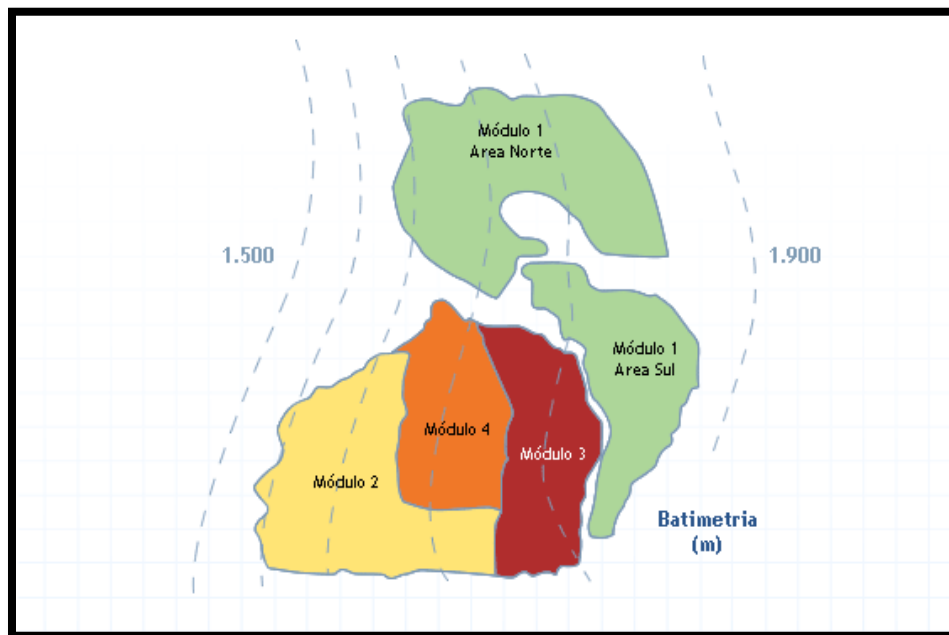 Módulo 1
Area Norte
1.500
1.900
Módulo 1
Area Sul
Módulo 4
Módulo 3
Módulo 2
Batimetria
(m)